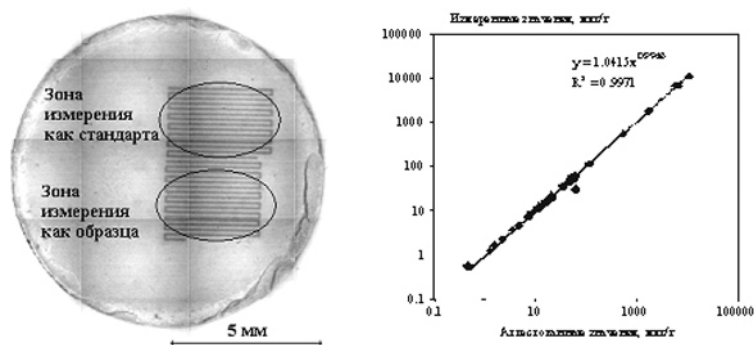 Зона
измерения
как стандарта
Зона
измерения
как образца
5 мм
Измеренные значения, мкг/г
y = 1.0415x
R² = 0.9971
100000
10000
1000
100
10
1
0.1
0.1
10
1000
100000
Аттестованные значения, мкг/г